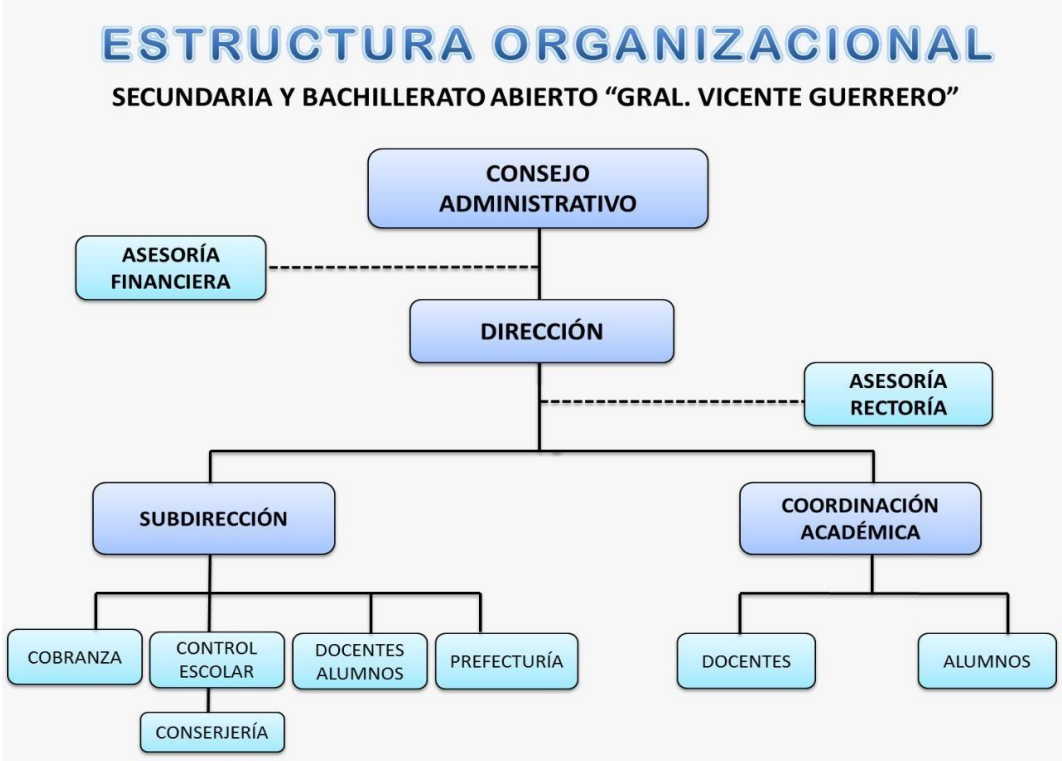 ESTRUCTURA ORGANIZACIONAL
SECUNDARIA Y BACHILLERATO ABIERTO “GRAL. VICENTE GUERRERO”
CONSEJO
ADMINISTRATIVO
ASESORÍA
FINANCIERA
DIRECCIÓN
ASESORÍA
RECTORÍA
SUBDIRECCIÓN
COORDINACIÓN
ACADÉMICA
COBRANZA
CONTROL
ESCOLAR
DOCENTES
ALUMNOS
PREFECTURÍA
DOCENTES
ALUMNOS
CONSERJERÍA